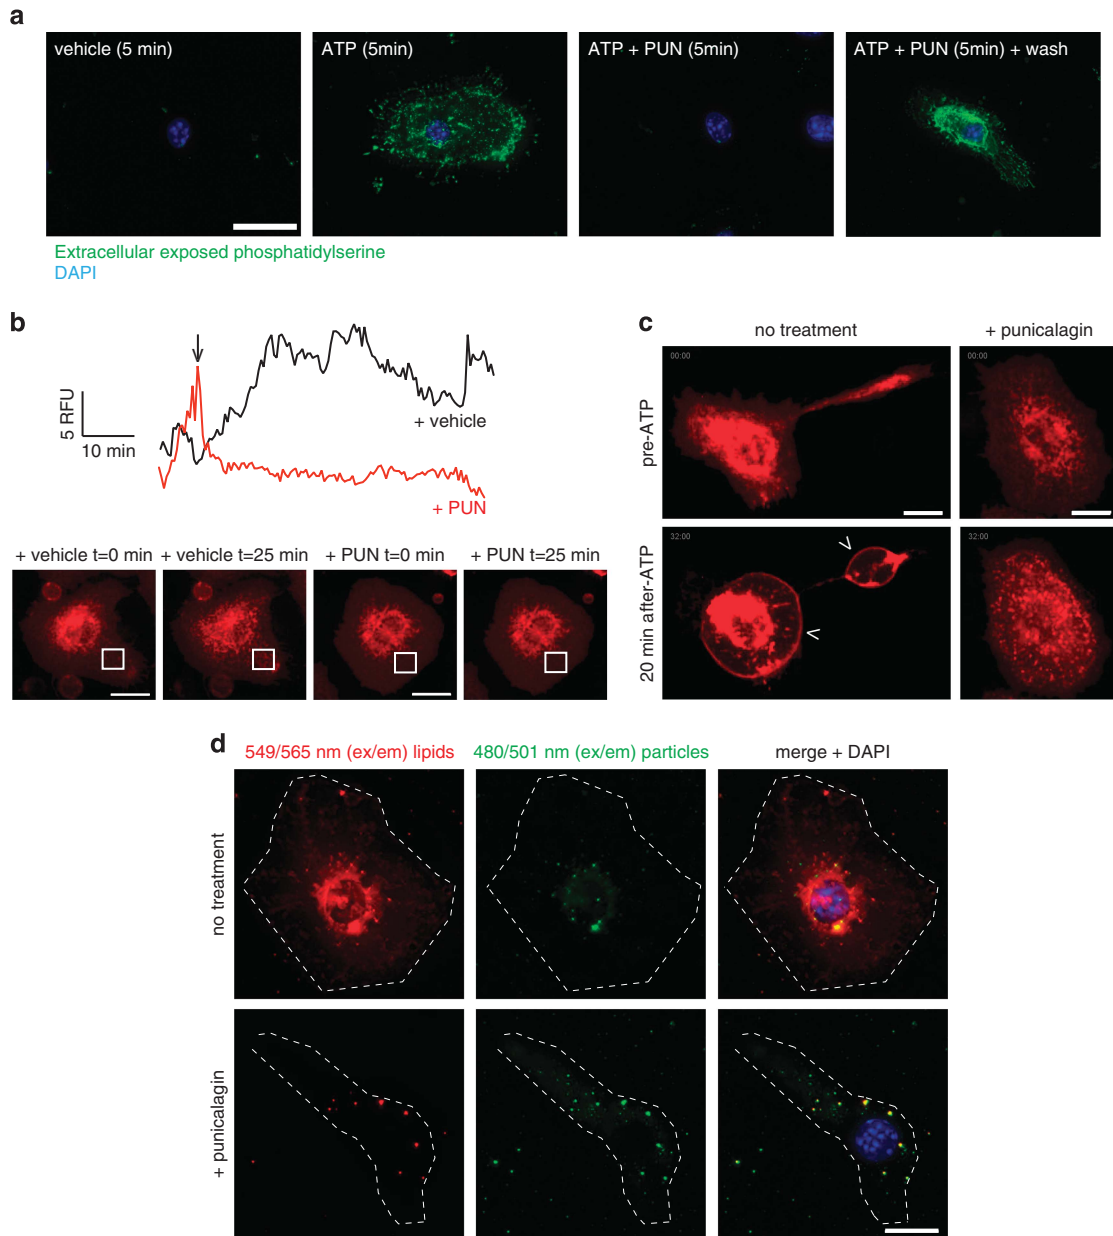 a
vehicle (5 min)
ATP (5min)
ATP + PUN (5min)
ATP + PUN (5min) + wash
Extracellular exposed phosphatidylserine
DAPI
b
5 RFU
10 min
+ vehicle
+ PUN
+ vehicle t=0 min
+ vehicle t=25 min
+ PUN t=0 min
+ PUN t=25 min
c
no treatment
+ punicalagin
pre-ATP
00:00
00:00
20 min after-ATP
32:00
32:00
d
549/565 nm (ex/em) lipids
480/501 nm (ex/em) particles
merge + DAPI
no treatment
+ punicalagin